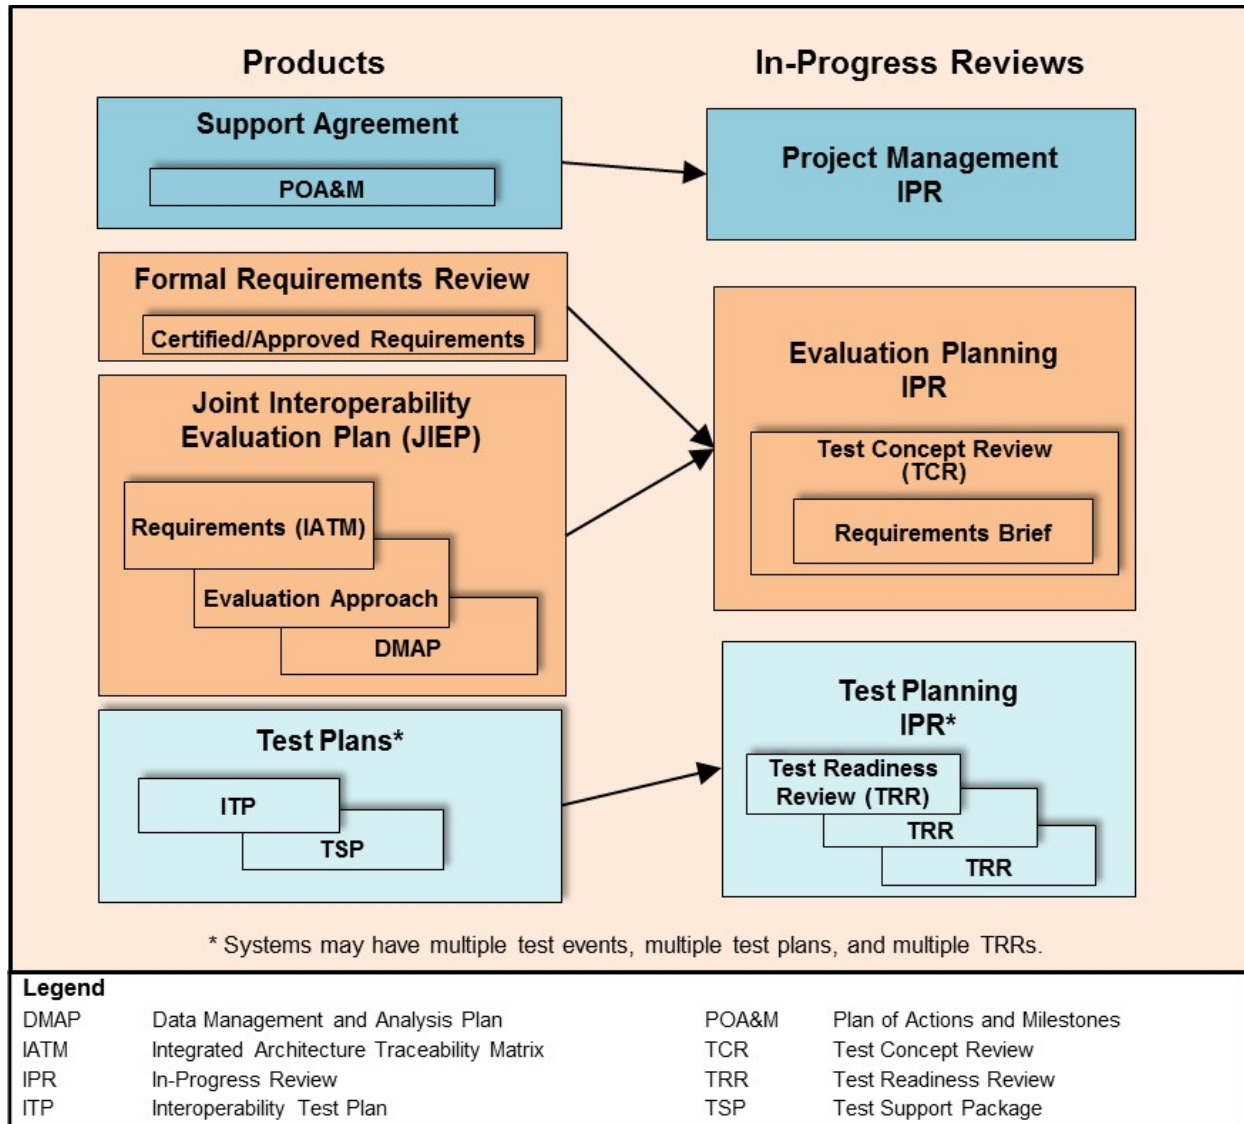 Products
Support Agreement
POA&M
Formal Requirements Review
Certified/Approved Requirements
Joint Interoperability
Evaluation Plan (JIEP)
Requirements (IATM)
Evaluation Approach
DMAP
Test Plans*
ITP
TSP
In-Progress Reviews
Project Management
IPR
Evaluation Planning
IPR
Test Concept Review
(TCR)
Requirements Brief
Test Planning
IPR*
Test Readiness
Review (TRR)
TRR
TRR
* Systems may have multiple test events, multiple test plans, and multiple TRRs.
Legend
DMAP Data Management and Analysis Plan
IATM Integrated Architecture Traceability Matrix
IPR In-Progress Review
ITP Interoperability Test Plan
POA&M Plan of Actions and Milestones
TCR Test Concept Review
TRR Test Readiness Review
TSP Test Support Package